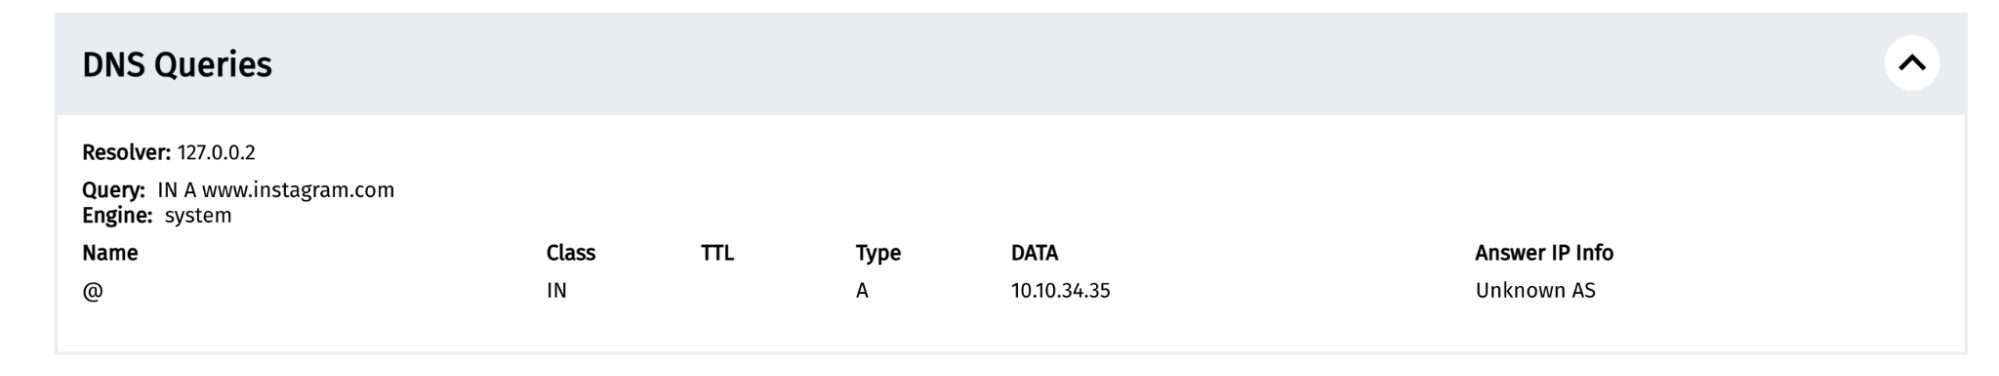 DNS Queries
Resolver: 127.0.0.2
Query: IN A www.instagram.com
Engine: system
Name Class TTL Type DATA Answer IP Info
@ IN A 10.10.34.35 Unknown AS